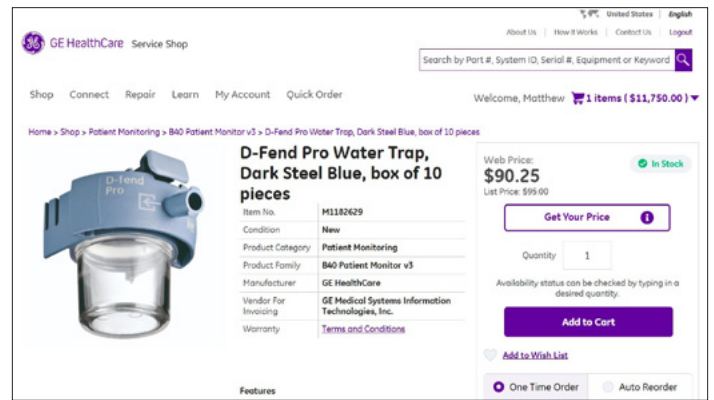 United States | English
About Us | How It Works | Contact Us | Logout
GE HealthCare Service Shop
Search by Part #, System ID, Serial #, Equipment or Keyword
Shop Connect Repair Learn My Account Quick Order
Welcome, Matthew 1 items ( $11,750.00 )
Home > Shop > Patient Monitoring > B40 Patient Monitor v3 > D-Fend Pro Water Trap, Dark Steel Blue, box of 10 pieces
D-fend
Pro
D-Fend Pro Water Trap,
Dark Steel Blue, box of 10
pieces
Item No. M1182629
Condition New
Product Category Patient Monitoring
Product Family B40 Patient Monitor v3
Manufacturer GE HealthCare
Vendor For Invoicing GE Medical Systems Information Technologies, Inc.
Warranty Terms and Conditions
Features
Web Price:
In Stock
$90.25
List Price: $95.00
Get Your Price
Quantity 1
Availability status can be checked by typing in a
desired quantity.
Add to Cart
Add to Wish List
One Time Order Auto Reorder